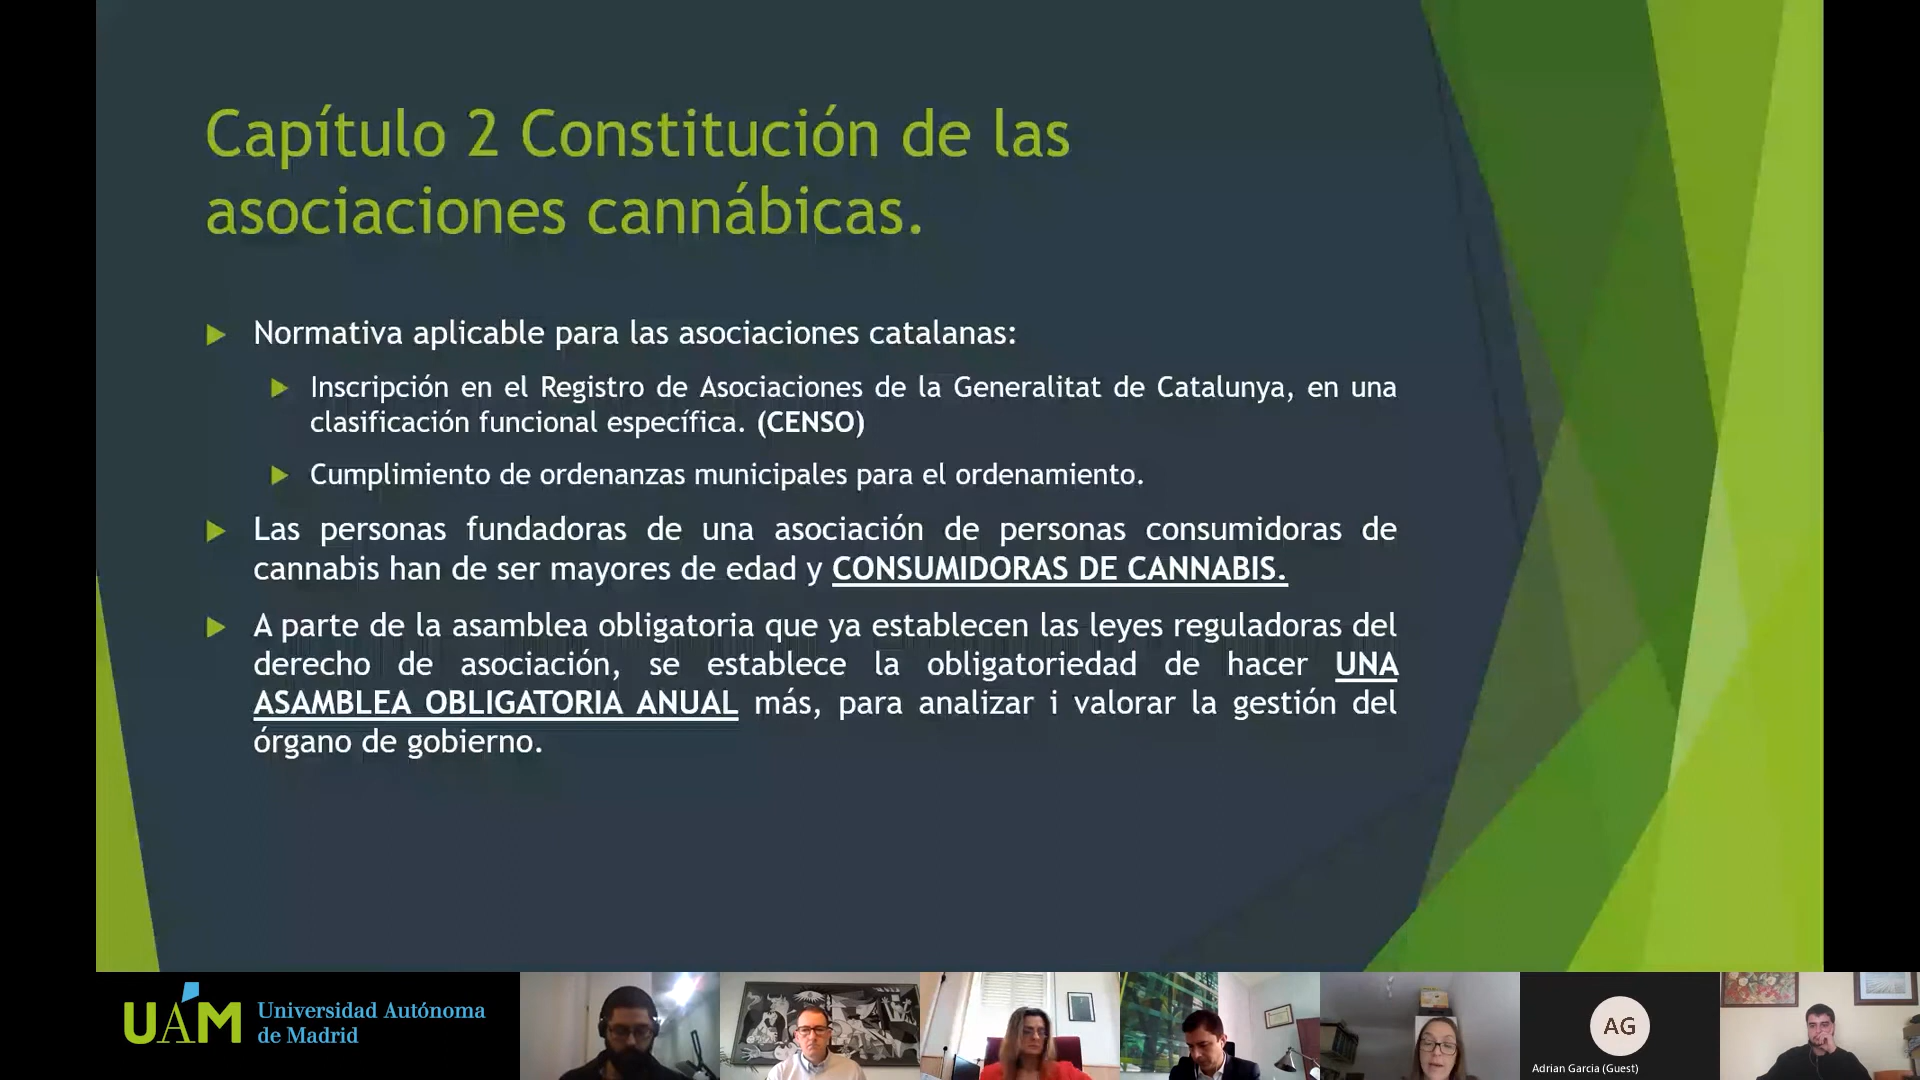 Capítulo 2 Constitución de las
asociaciones cannábicas.
Normativa aplicable para las asociaciones catalanas:
Inscripción en el Registro de Asociaciones de la Generalitat de Catalunya, en una
clasificación funcional específica. (CENSO)
Cumplimiento de ordenanzas municipales para el ordenamiento.
Las personas fundadoras de una asociación de personas consumidoras de
cannabis han de ser mayores de edad y CONSUMIDORAS DE CANNABIS.
A parte de la asamblea obligatoria que ya establecen las leyes reguladoras del
derecho de asociación, se establece la obligatoriedad de hacer UNA
ASAMBLEA OBLIGATORIA ANUAL más, para analizar i valorar la gestión del
órgano de gobierno.
UAM
Universidad Autónoma
de Madrid
AG
Adrian Garcia (Guest)